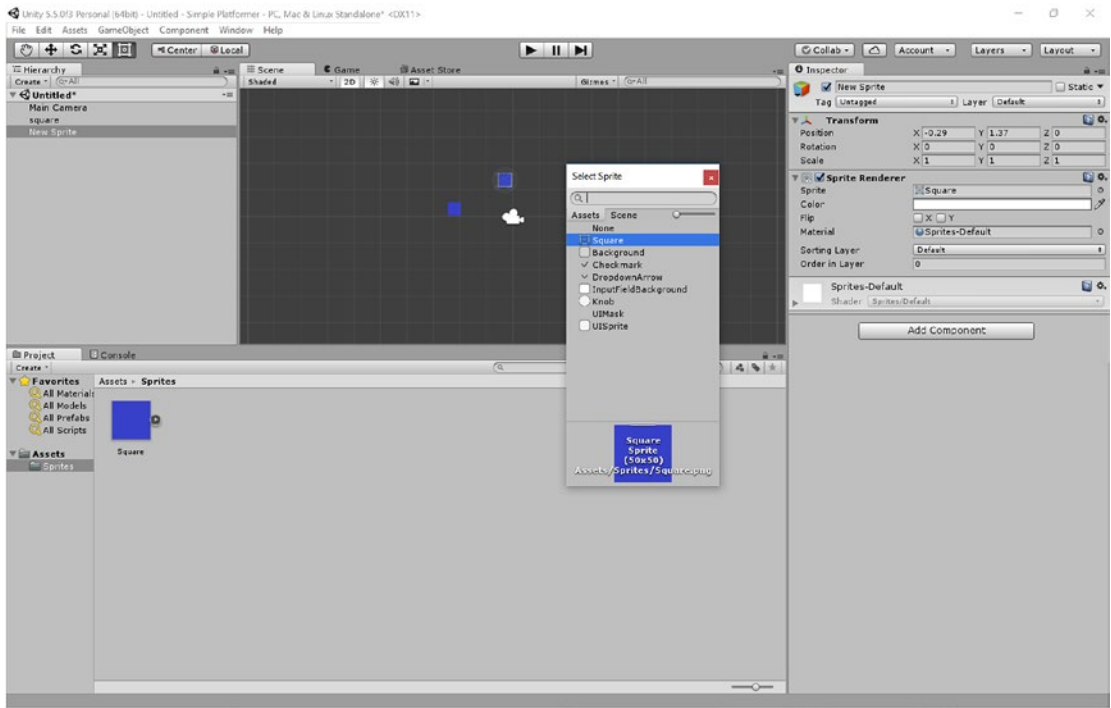 Unity 5.5.0f3 Personal (64bit) - Untitled - Simple Platformer - PC, Mac & Linux Standalone* <DX11>
File Edit Assets GameObject Component Window Help
Center Local Collab Account Layers Layout
Hierarchy
Create All
Untitled*
Main Camera
square
New Sprite
Scene Game Asset Store
Shaded 2D Gizmos All
Select Sprite
Assets Scene
None
Square
Background
Checkmark
DropdownArrow
InputFieldBackground
Knob
UIMask
UISprite
Square
Sprite
(50x50)
Assets/Sprites/Square.png
Inspector
New Sprite Static
Tag Untagged Layer Default
Transform
Position X -0.29 Y 1.37 Z 0
Rotation X 0 Y 0 Z 0
Scale X 1 Y 1 Z 1
Sprite Renderer
Sprite Square
Color
Flip X Y
Material Sprites-Default
Sorting Layer Default
Order in Layer 0
Sprites-Default
Shader Sprites/Default
Add Component
Project Console
Create
Favorites
All Materials
All Models
All Prefabs
All Scripts
Assets
Sprites
Assets Sprites
Square